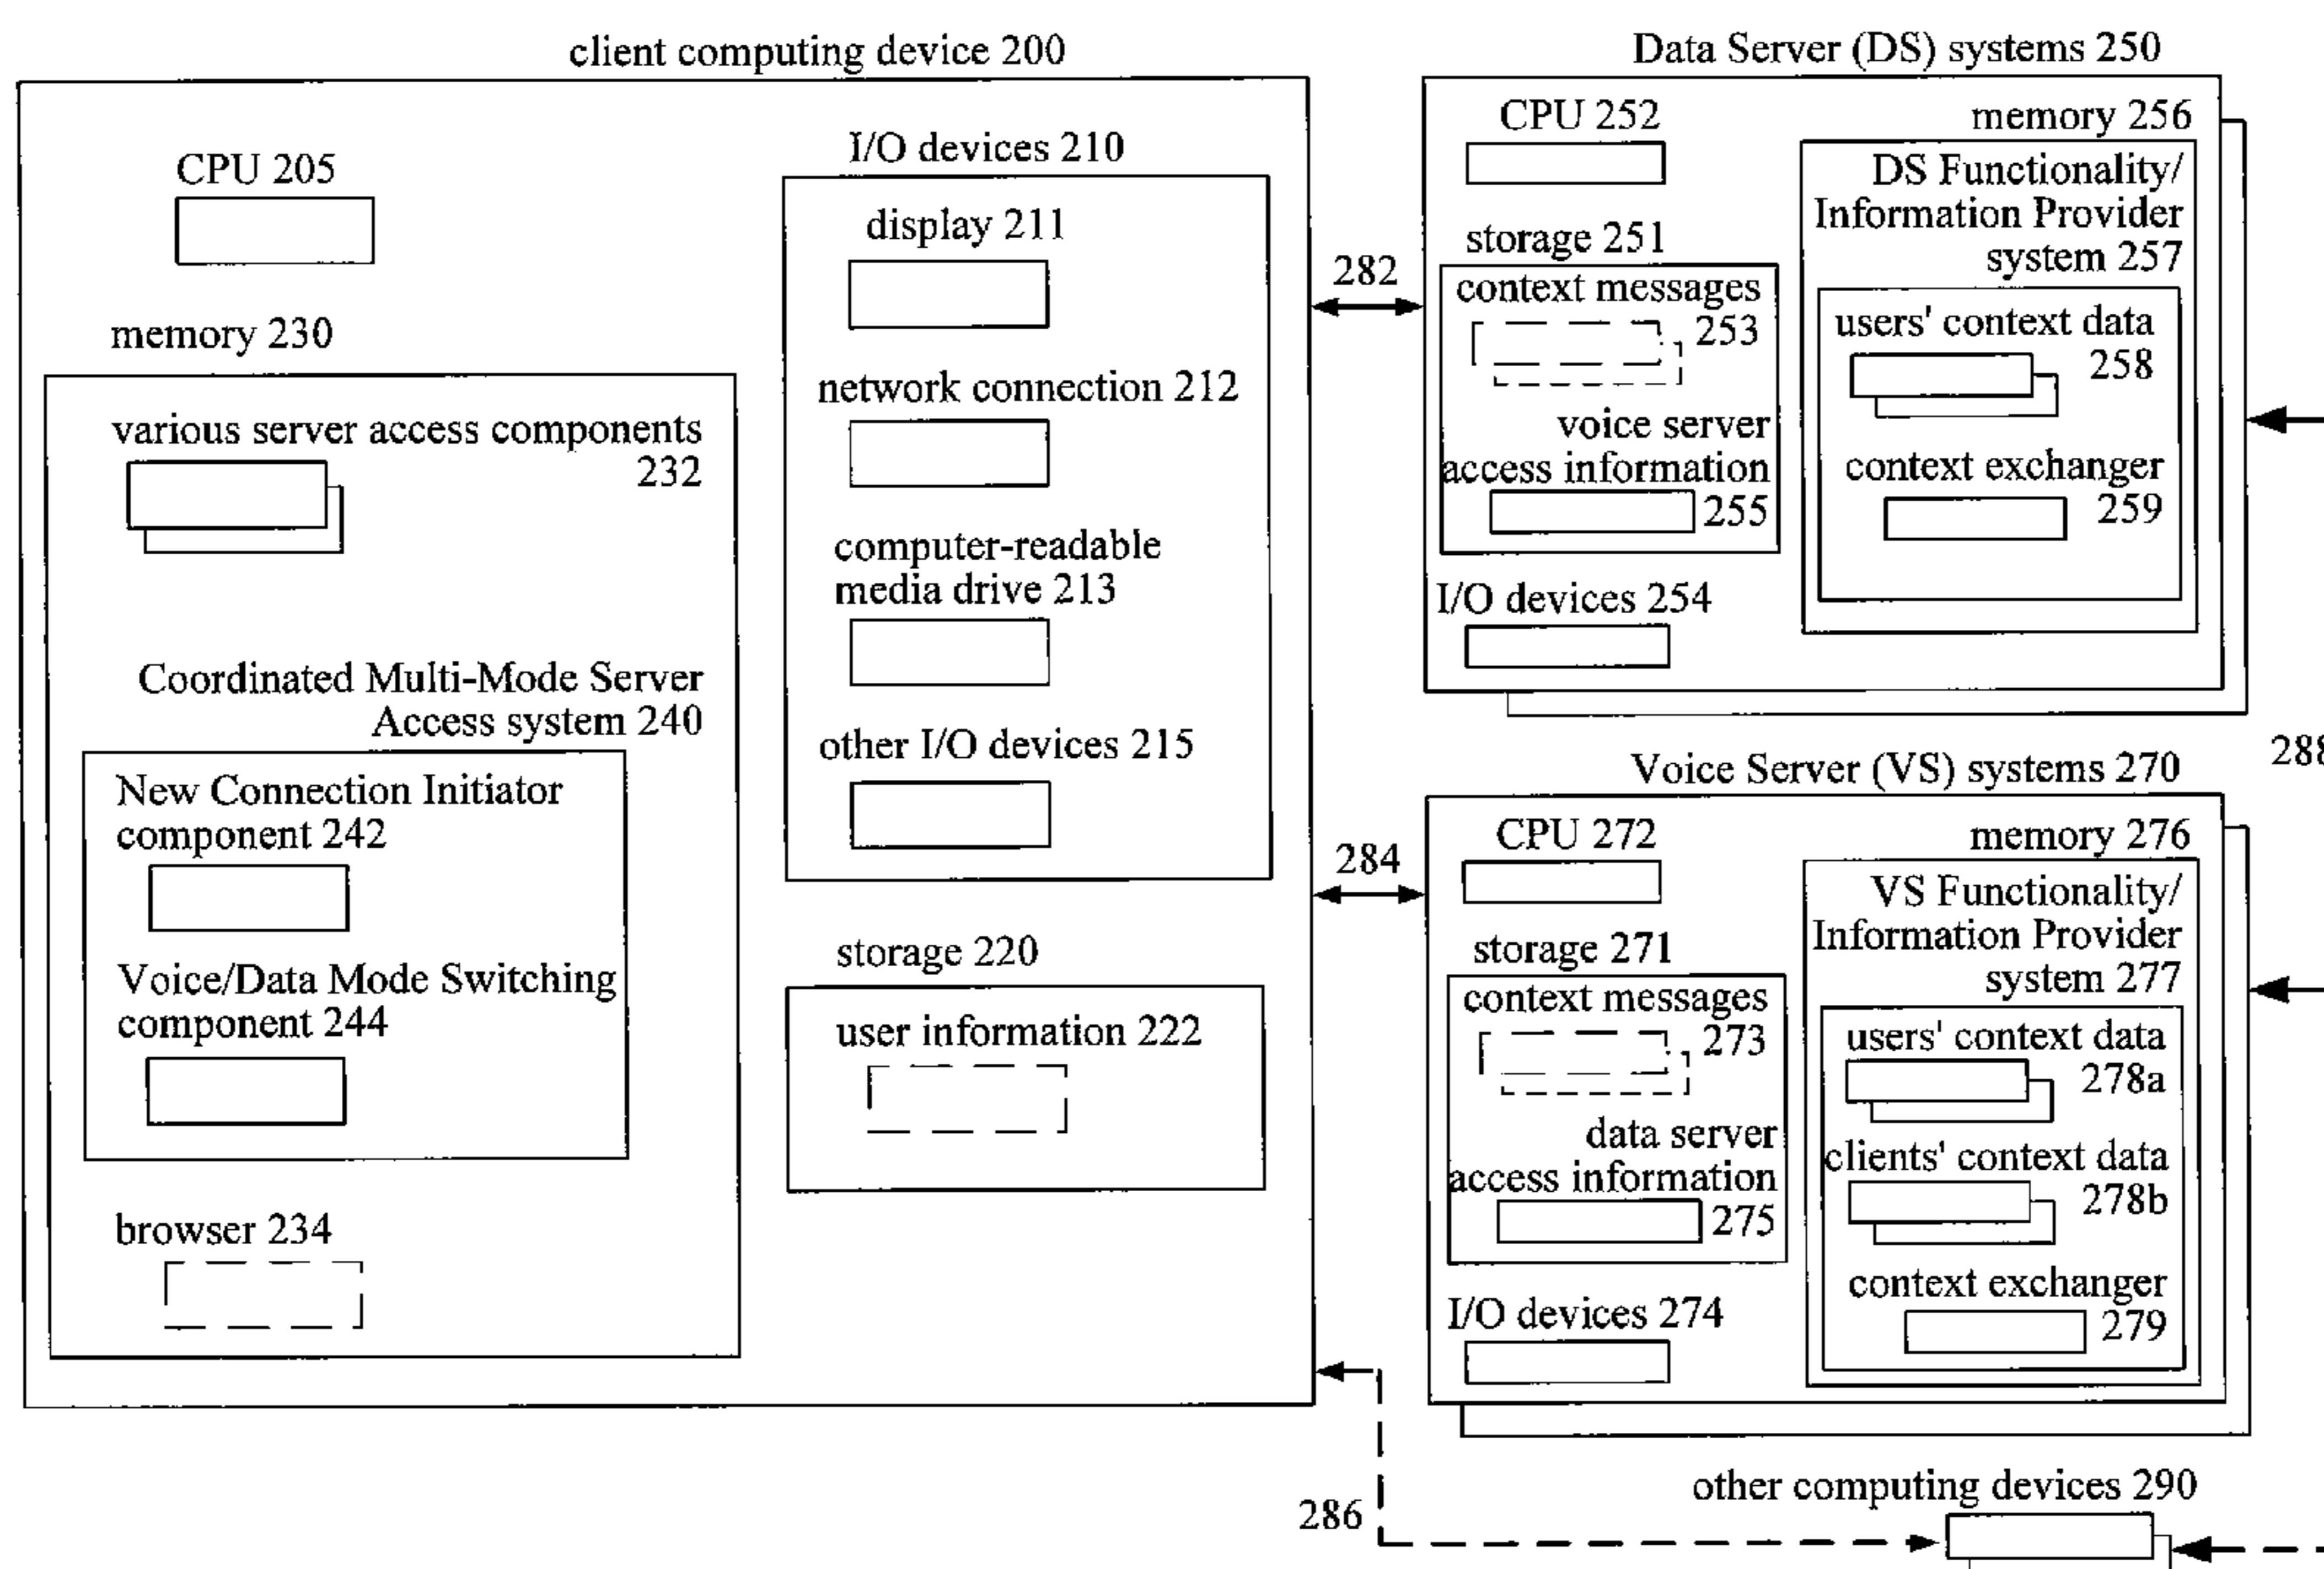 client computing device 200
CPU 205
memory 230
various server access components
232
Coordinated Multi-Mode Server
Access system 240
New Connection Initiator
component 242
Voice/Data Mode Switching
component 244
browser 234
I/O devices 210
display 211
network connection 212
computer-readable
media drive 213
other I/O devices 215
storage 220
user information 222
282
284
286
Data Server (DS) systems 250
CPU 252
storage 251
context messages
253
voice server
access information
255
I/O devices 254
memory 256
DS Functionality/
Information Provider
system 257
users' context data
258
context exchanger
259
288
Voice Server (VS) systems 270
CPU 272
storage 271
context messages
273
data server
access information
275
I/O devices 274
memory 276
VS Functionality/
Information Provider
system 277
users' context data
278a
clients' context data
278b
context exchanger
279
other computing devices 290